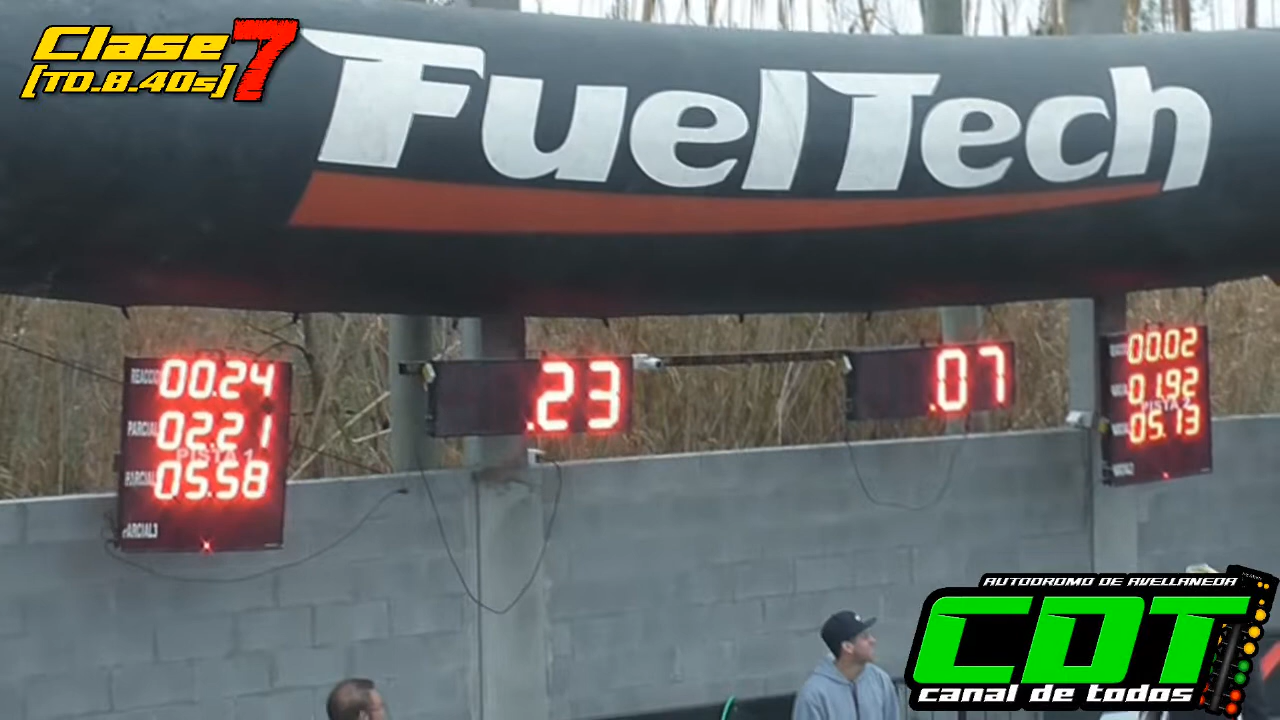 Clase 7
[TD.8.40s]
FuelTech
REACCIO 00.24
PARCIAL 02.21
PISTA 1
PARCIAL 05.58
PARCIAL3
.23
.07
00.02
01.92
PISTA 2
05.13
AUTODROMO DE AVELLANEDA
CDT
canal de todos